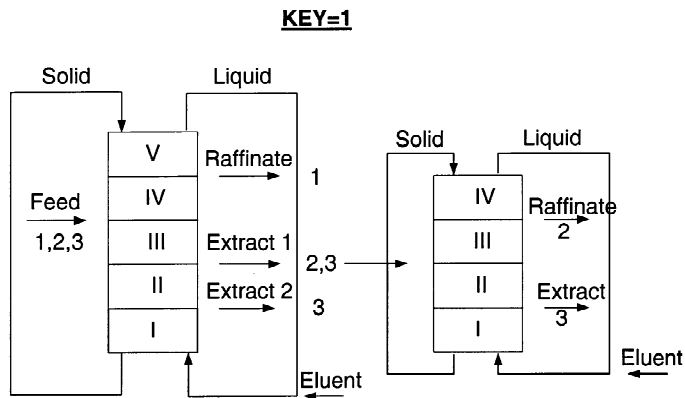 KEY=1
Solid
Liquid
V
Raffinate
1
IV
Feed
1,2,3
III
Extract 1
2,3
II
Extract 2
3
I
Eluent
Solid
Liquid
IV
Raffinate
2
III
II
Extract
3
I
Eluent